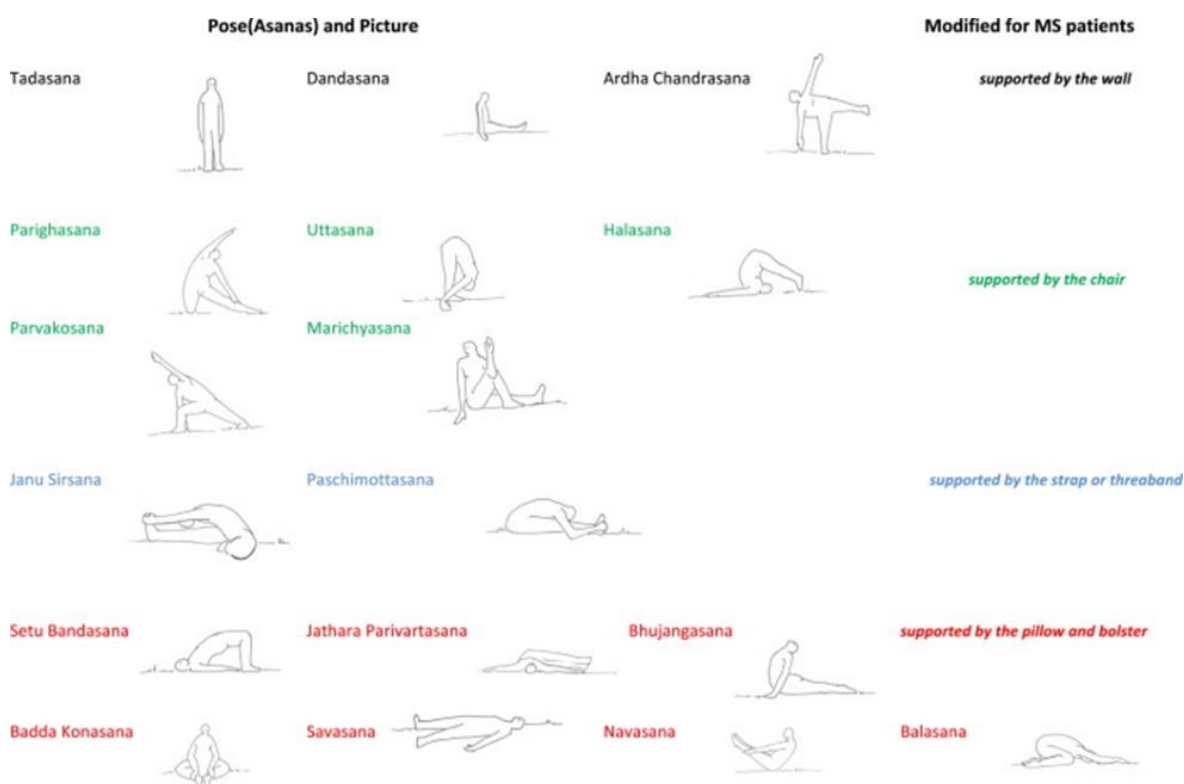 Pose(Asanas) and Picture Modified for MS patients
Tadasana Dandasana Ardha Chandrasana supported by the wall
Parighasana Uttasana Halasana
supported by the chair
Parvakosana Marichyasana
Janu Sirsana Paschimottasana supported by the strap or threaband
Setu Bandasana Jathara Parivartasana Bhujangasana supported by the pillow and bolster
Badda Konasana Savasana Navasana Balasana